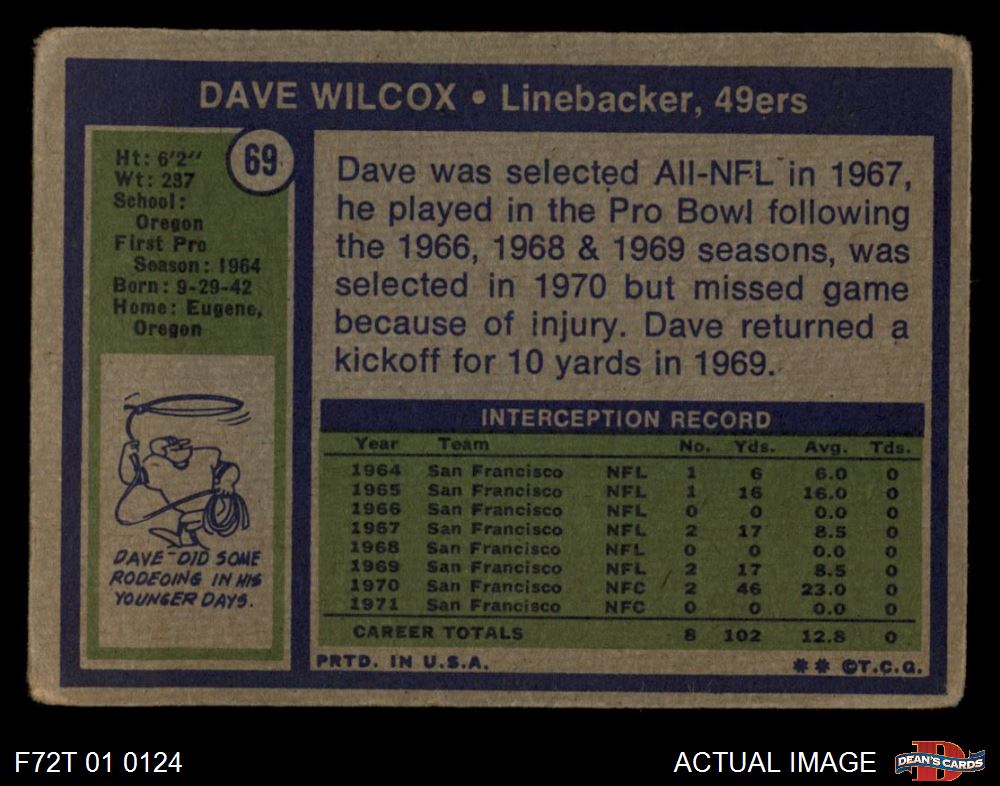 DAVE WILCOX • Linebacker, 49ers
69
Ht: 6'2"
Wt: 237
School:
Oregon
First Pro
Season: 1964
Born: 9-29-42
Home: Eugene,
Oregon
DAVE DID SOME
RODEOING IN HIS
YOUNGER DAYS.
Dave was selected All-NFL in 1967,
he played in the Pro Bowl following
the 1966, 1968 & 1969 seasons, was
selected in 1970 but missed game
because of injury. Dave returned a
kickoff for 10 yards in 1969.
INTERCEPTION RECORD
Year Team No. Yds. Avg. Tds.
1964 San Francisco NFL 1 6 6.0 0
1965 San Francisco NFL 1 16 16.0 0
1966 San Francisco NFL 0 0 0.0 0
1967 San Francisco NFL 2 17 8.5 0
1968 San Francisco NFL 0 0 0.0 0
1969 San Francisco NFL 2 17 8.5 0
1970 San Francisco NFC 2 46 23.0 0
1971 San Francisco NFC 0 0 0.0 0
CAREER TOTALS 8 102 12.8 0
PRTD. IN U.S.A. ** ©T.C.G.
F72T 01 0124 ACTUAL IMAGE D DEAN'S CARDS